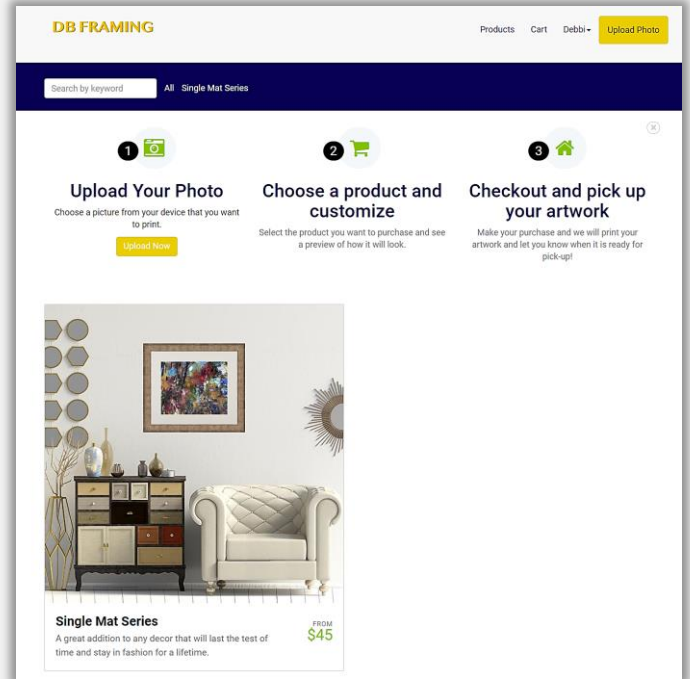 DB FRAMING
Products Cart Debbi Upload Photo
Search by keyword All Single Mat Series
1
2
3
Upload Your Photo
Choose a picture from your device that you want
to print.
Upload Now
Choose a product and
customize
Select the product you want to purchase and see
a preview of how it will look.
Checkout and pick up
your artwork
Make your purchase and we will print your
artwork and let you know when it is ready for
pick-up!
Single Mat Series
A great addition to any decor that will last the test of
time and stay in fashion for a lifetime.
FROM
$45